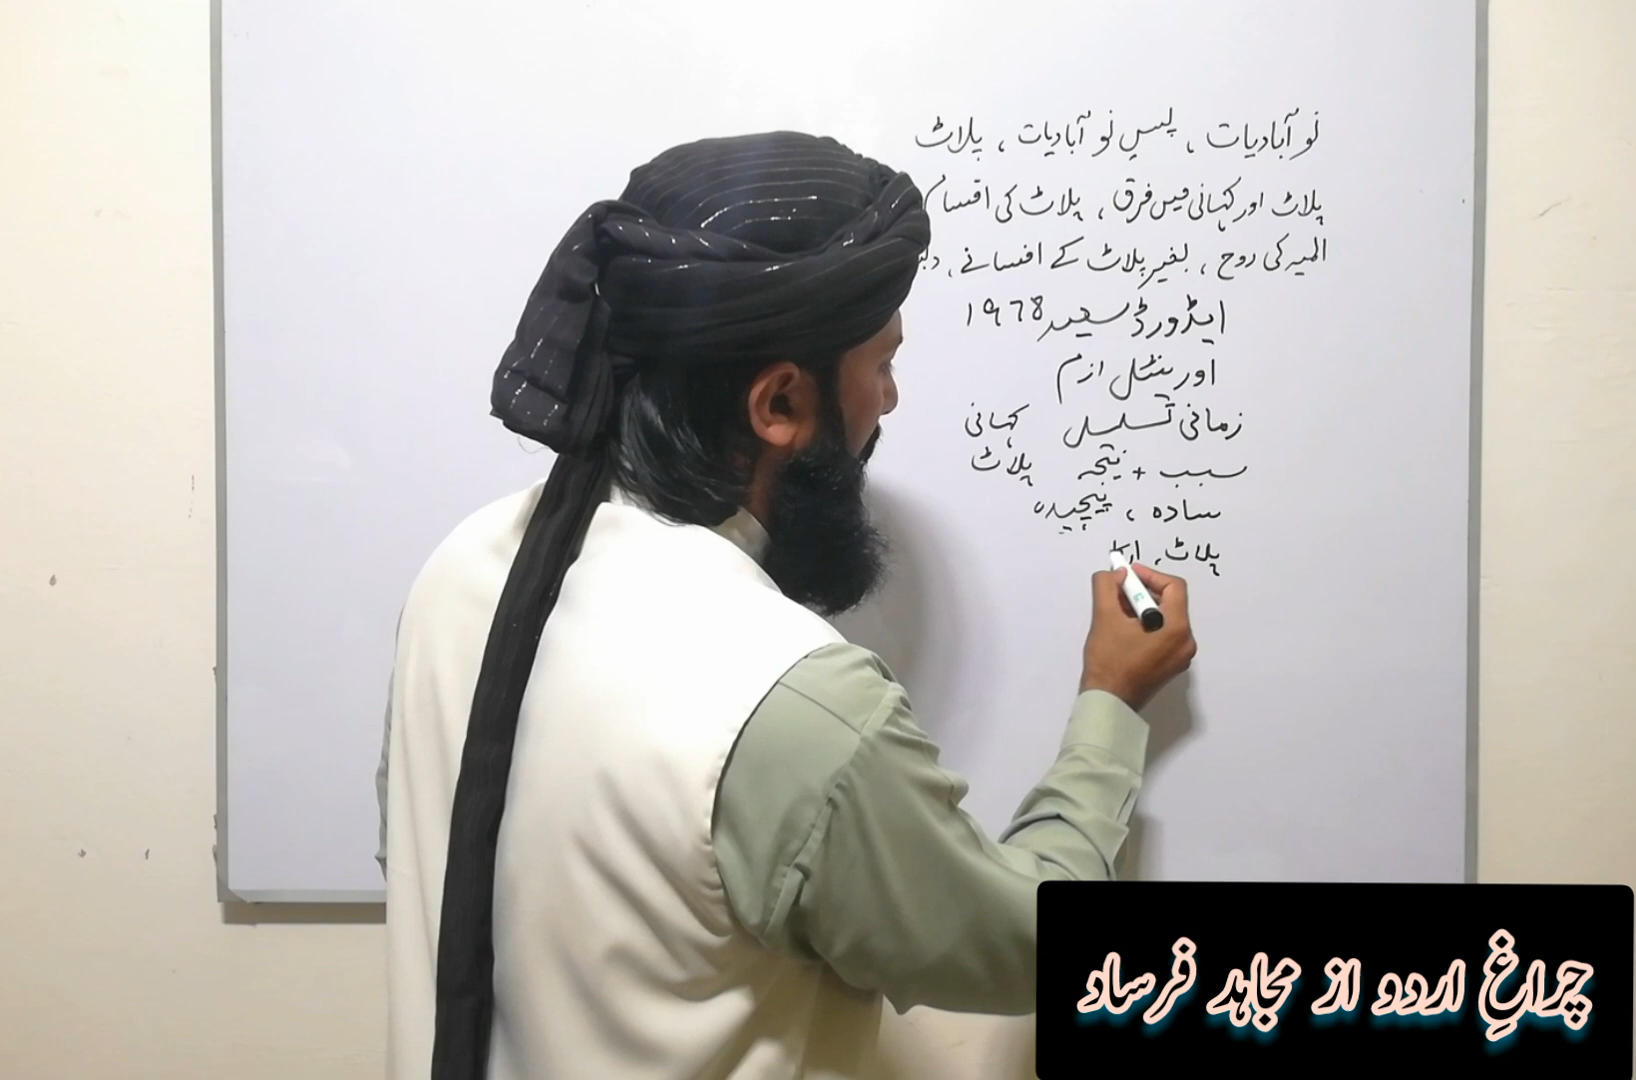 نو آبادیات ، پس نو آبادیات ، پلاٹ
پلاٹ اور کہانی میں فرق ، پلاٹ کی اقسام
المیہ کی روح ، بغیر پلاٹ کے افسانے ،
ایڈورڈ سعید ۱۹۷۸
اورینٹل ازم
زمانی تسلسل کہانی
سبب + نتیجہ پلاٹ
سادہ ، پیچیدہ
پلاٹ ،
چراغِ اردو از مجاہد فرساد